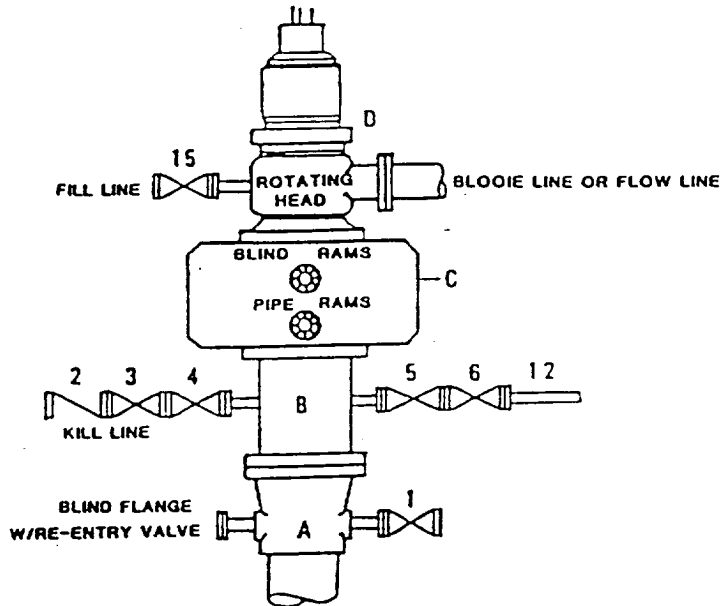 D
15
FILL LINE
ROTATING HEAD
BLOOIE LINE OR FLOW LINE
BLIND RAMS
C
PIPE RAMS
2 3 4
5 6 12
B
KILL LINE
BLIND FLANGE
W/RE-ENTRY VALVE
1
A